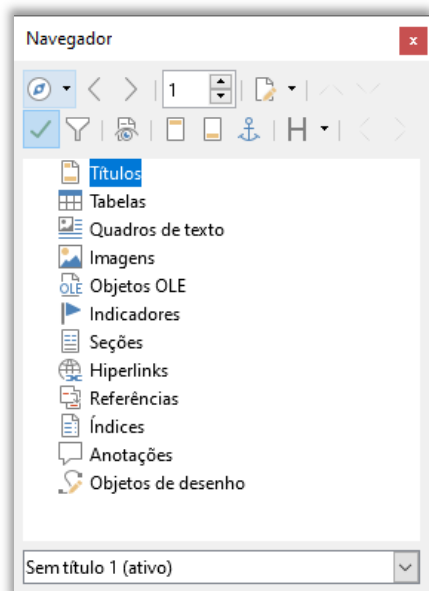 Navegador
x
1
H
Títulos
Tabelas
Quadros de texto
Imagens
OLE Objetos OLE
Indicadores
Seções
Hiperlinks
Referências
Índices
Anotações
Objetos de desenho
Sem título 1 (ativo)